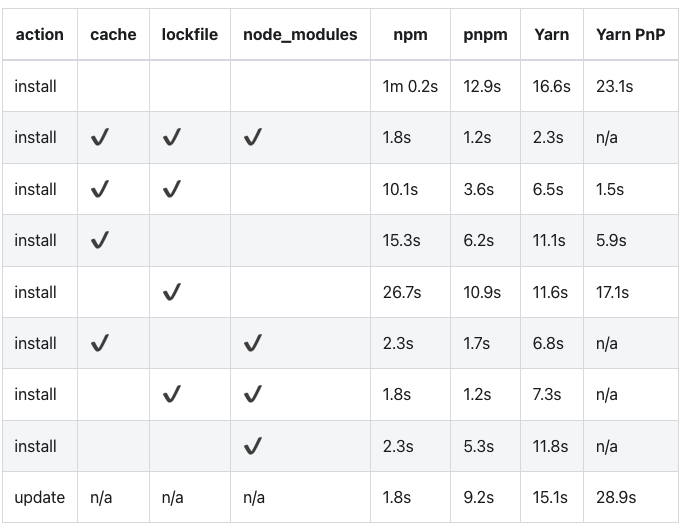 action cache lockfile node_modules npm pnpm Yarn Yarn PnP
install 1m 0.2s 12.9s 16.6s 23.1s
install ✔ ✔ ✔ 1.8s 1.2s 2.3s n/a
install ✔ ✔ 10.1s 3.6s 6.5s 1.5s
install ✔ 15.3s 6.2s 11.1s 5.9s
install ✔ 26.7s 10.9s 11.6s 17.1s
install ✔ ✔ 2.3s 1.7s 6.8s n/a
install ✔ ✔ 1.8s 1.2s 7.3s n/a
install ✔ 2.3s 5.3s 11.8s n/a
update n/a n/a n/a 1.8s 9.2s 15.1s 28.9s